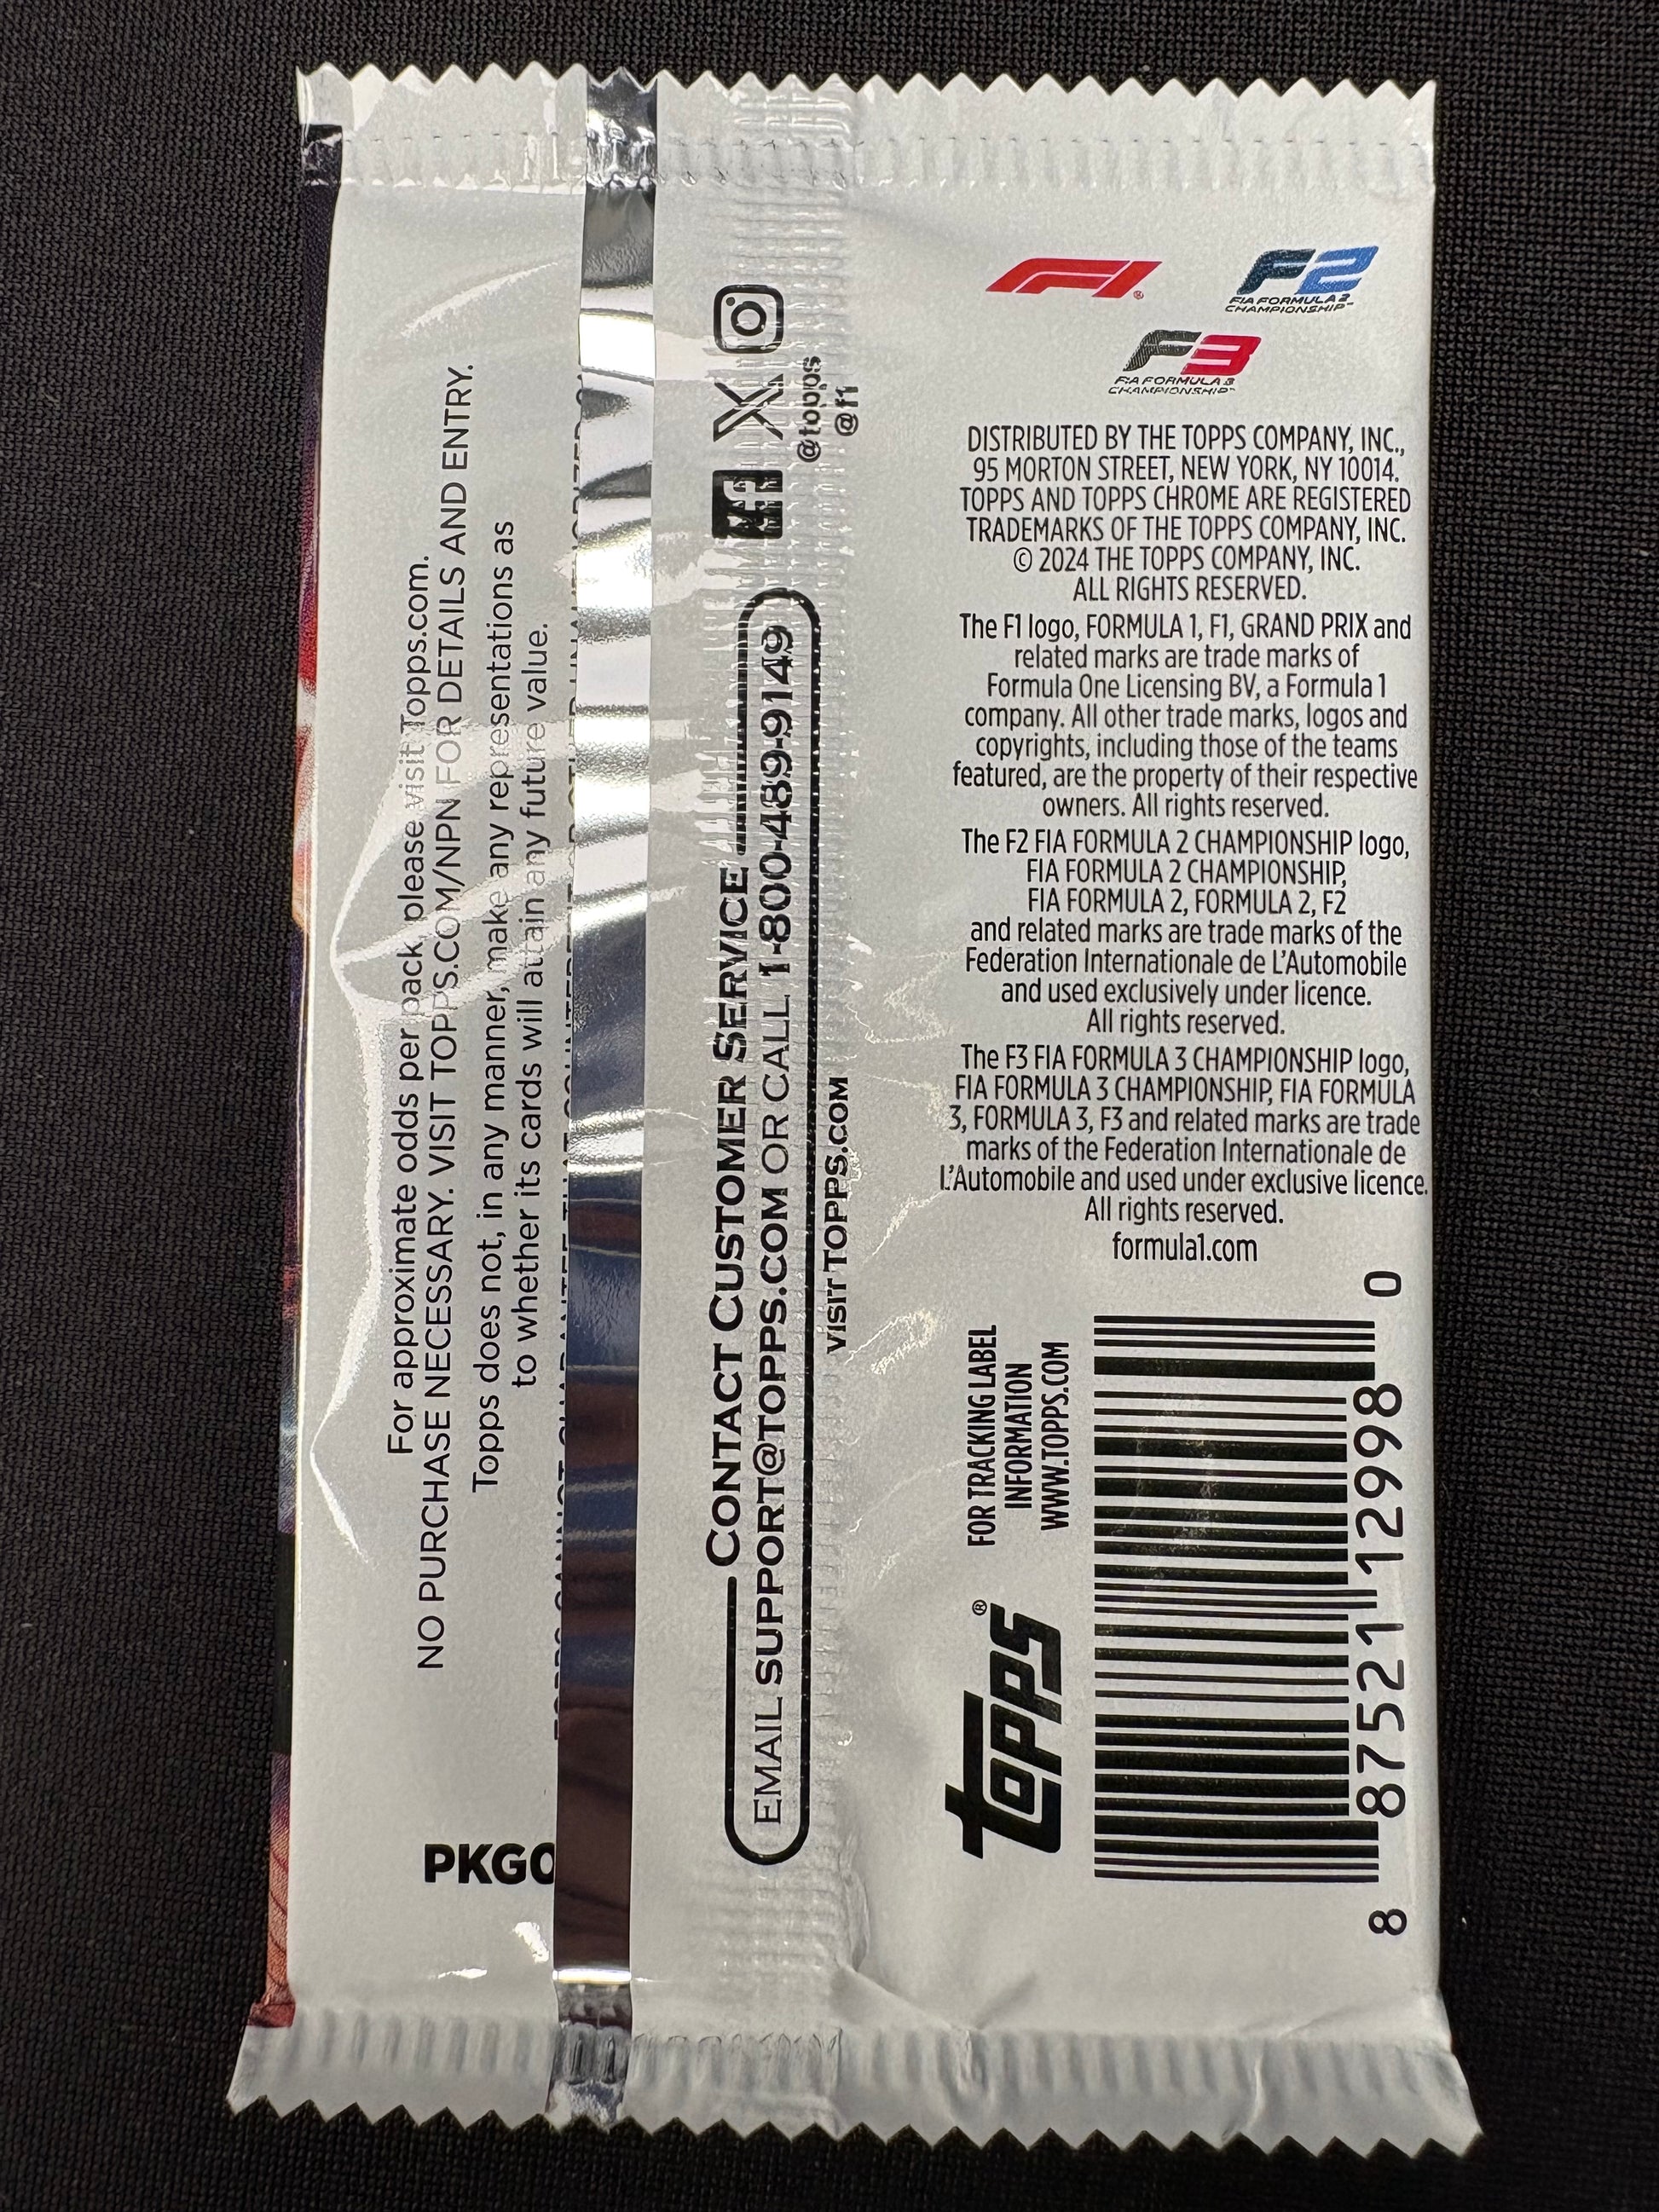 For approximate odds per pack, please visit Topps.com.
NO PURCHASE NECESSARY. VISIT TOPPS.COM/NPN FOR DETAILS AND ENTRY.
Topps does not, in any manner, make any representations as
to whether its cards will attain any future value.
PKG
CONTACT CUSTOMER SERVICE
EMAIL SUPPORT@TOPPS.COM OR CALL 1-800-489-9149
VISIT TOPPS.COM
@topps
@f1
F1®
F2
FIA FORMULA 2
CHAMPIONSHIP™
F3
FIA FORMULA 3
CHAMPIONSHIP™
DISTRIBUTED BY THE TOPPS COMPANY, INC.,
95 MORTON STREET, NEW YORK, NY 10014.
TOPPS AND TOPPS CHROME ARE REGISTERED
TRADEMARKS OF THE TOPPS COMPANY, INC.
© 2024 THE TOPPS COMPANY, INC.
ALL RIGHTS RESERVED.
The F1 logo, FORMULA 1, F1, GRAND PRIX and
related marks are trade marks of
Formula One Licensing BV, a Formula 1
company. All other trade marks, logos and
copyrights, including those of the teams
featured, are the property of their respective
owners. All rights reserved.
The F2 FIA FORMULA 2 CHAMPIONSHIP logo,
FIA FORMULA 2 CHAMPIONSHIP,
FIA FORMULA 2, FORMULA 2, F2
and related marks are trade marks of the
Federation Internationale de L'Automobile
and used exclusively under licence.
All rights reserved.
The F3 FIA FORMULA 3 CHAMPIONSHIP logo,
FIA FORMULA 3 CHAMPIONSHIP, FIA FORMULA
3, FORMULA 3, F3 and related marks are trade
marks of the Federation Internationale de
L'Automobile and used under exclusive licence.
All rights reserved.
formula1.com
topps®
FOR TRACKING LABEL
INFORMATION
WWW.TOPPS.COM
8 87521 12998 0